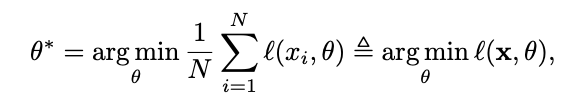 θ* = arg min_θ 1/N ∑_{i=1}^{N} ℓ(x_i, θ) ≜ arg min_θ ℓ(𝐱, θ),